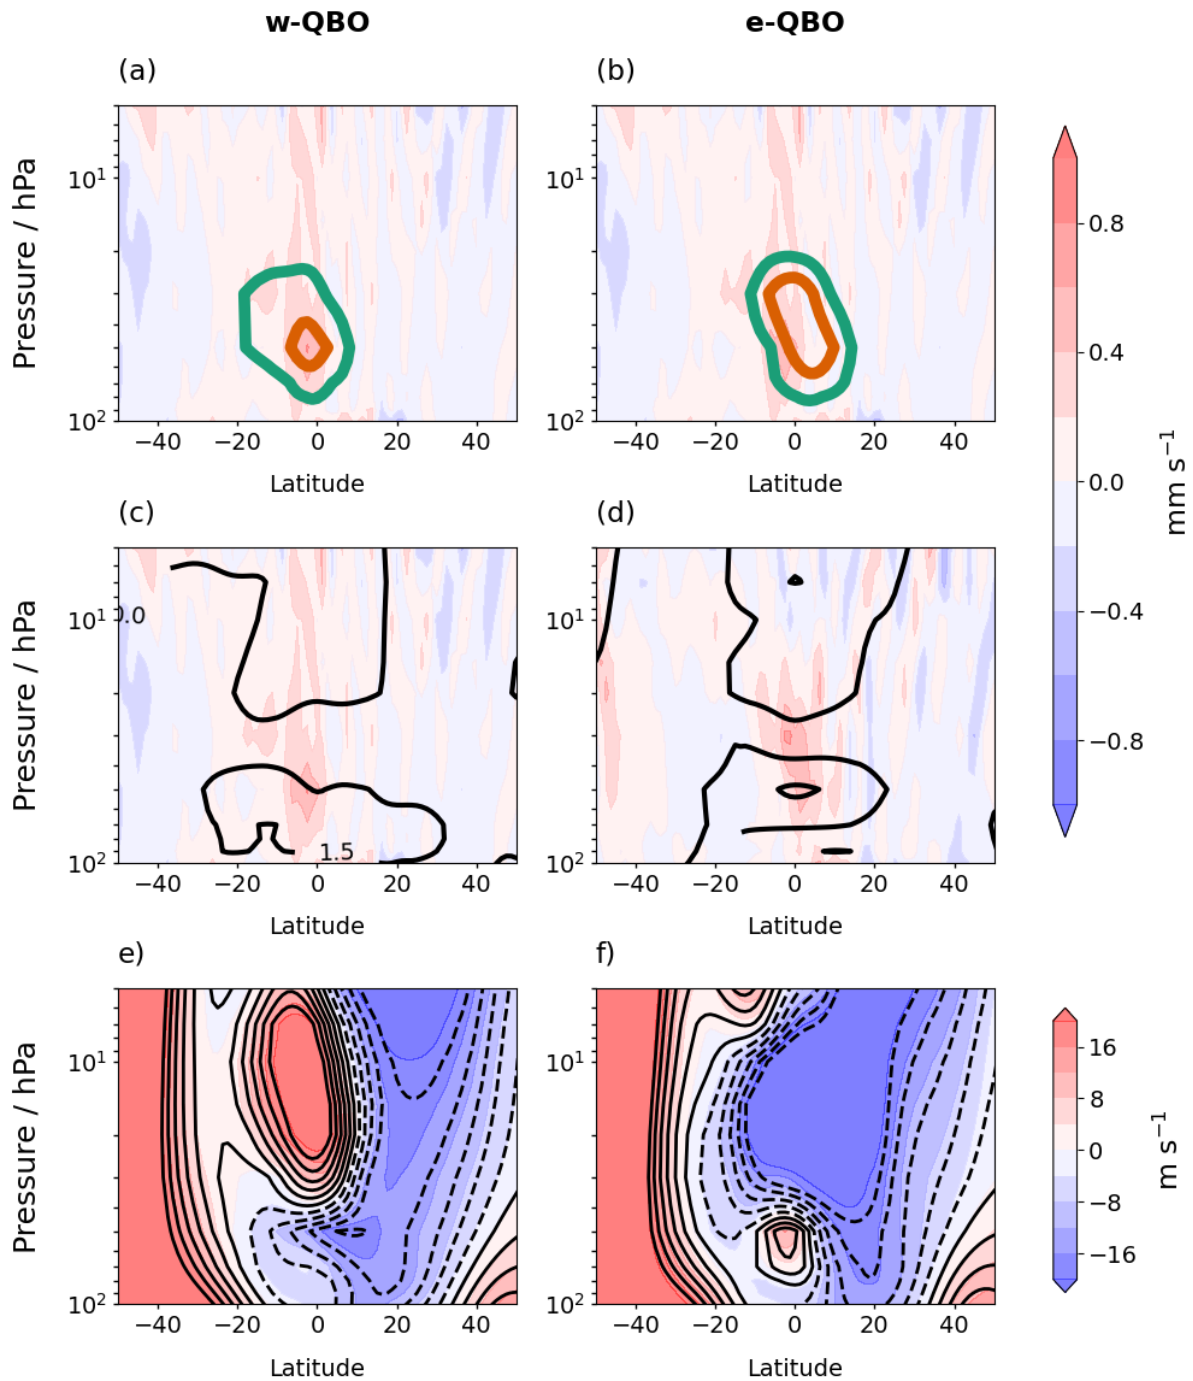 w-QBO e-QBO
(a) (b)
Pressure / hPa
10¹ 10¹
10² 10²
−40 −20 0 20 40 −40 −20 0 20 40
Latitude Latitude
0.8
0.4
0.0
−0.4
−0.8
mm s⁻¹
(c) (d)
Pressure / hPa
0.0
10¹ 10¹
1.5
10² 10²
−40 −20 0 20 40 −40 −20 0 20 40
Latitude Latitude
e) f)
Pressure / hPa
10¹ 10¹
10² 10²
−40 −20 0 20 40 −40 −20 0 20 40
Latitude Latitude
16
8
0
−8
−16
m s⁻¹